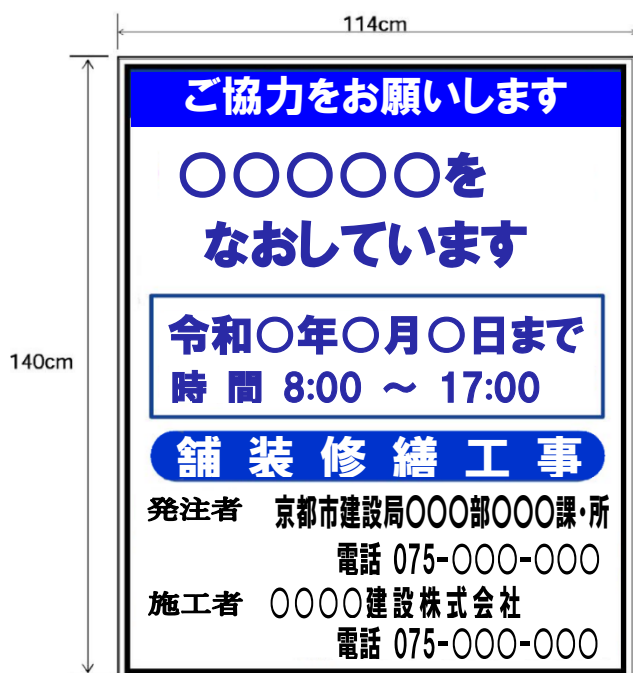 114cm
140cm
ご協力をお願いします
○○○○○を
なおしています
令和○年○月○日まで
時間 8:00 ～ 17:00
舗装修繕工事
発注者 京都市建設局○○○部○○○課・所
電話 075-○○○-○○○
施工者 ○○○○建設株式会社
電話 075-○○○-○○○